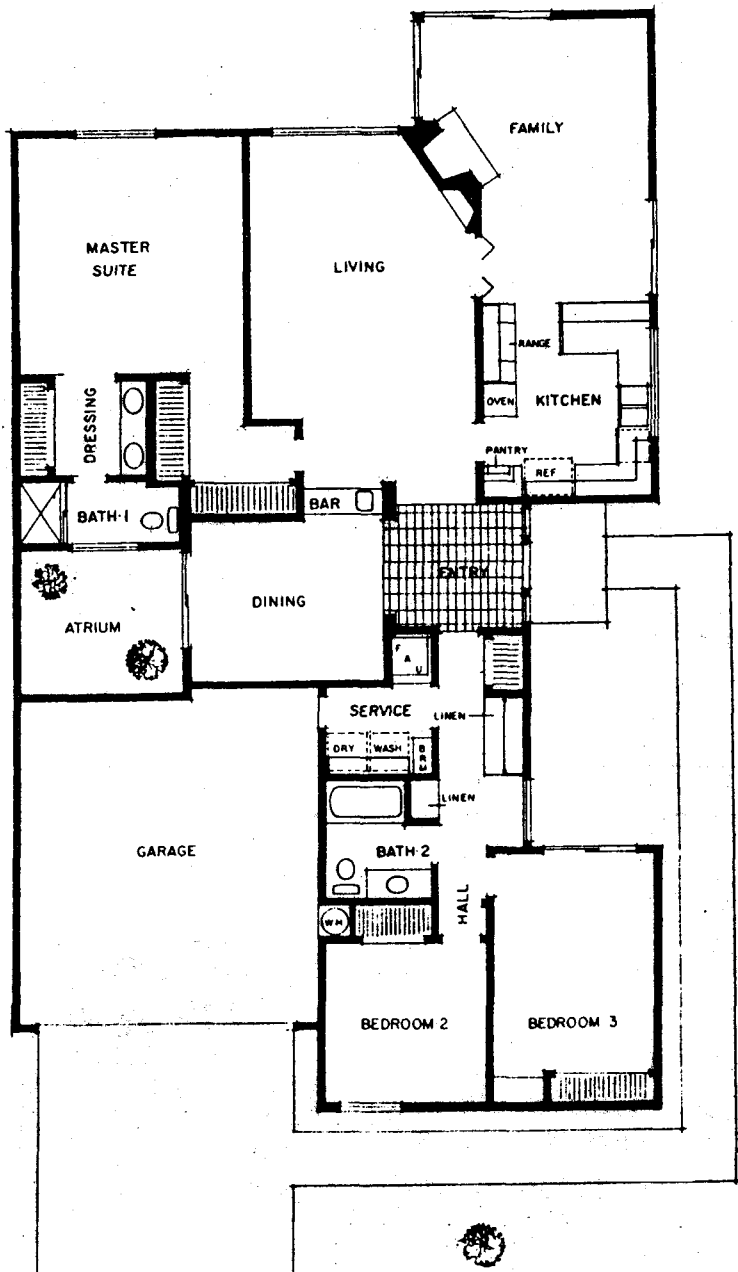 FAMILY
MASTER
SUITE
LIVING
RANGE
OVEN
KITCHEN
DRESSING
PANTRY
REF
BAR
BATH·1
ENTRY
DINING
ATRIUM
F
A
U
SERVICE
LINEN
DRY
WASH
BRM
LINEN
GARAGE
BATH·2
HALL
WH
BEDROOM·2
BEDROOM 3